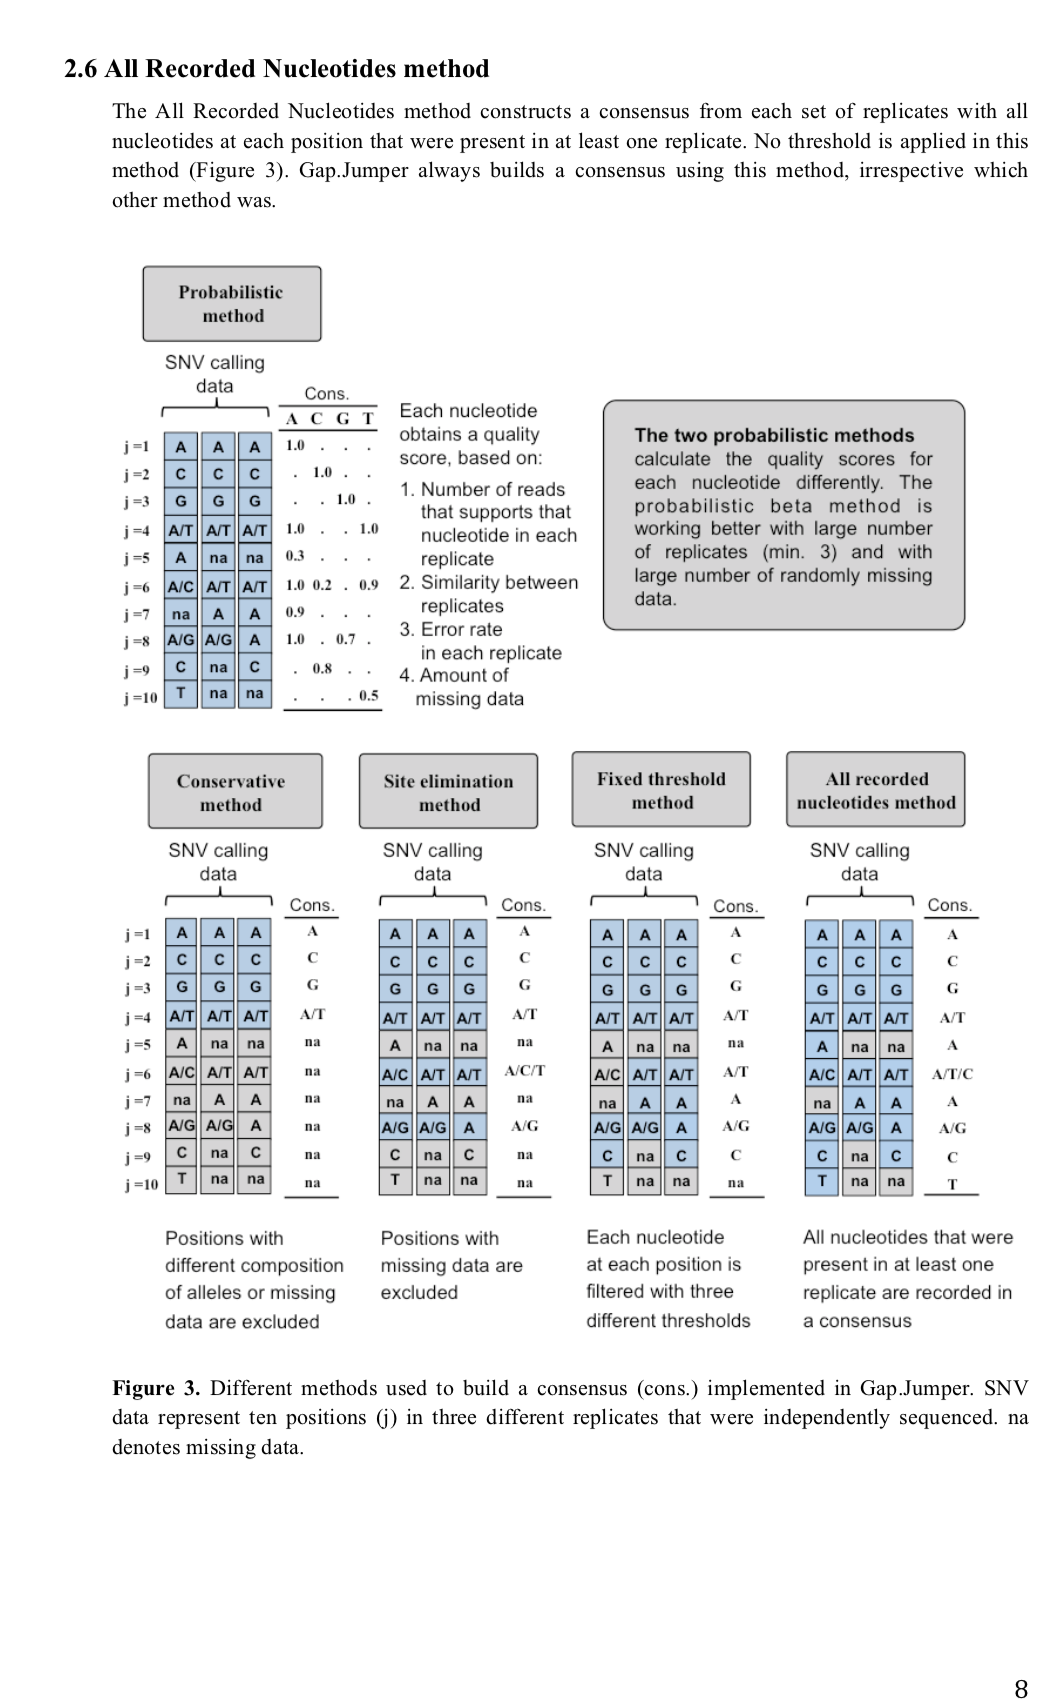 2.6 All Recorded Nucleotides method
The All Recorded Nucleotides method constructs a consensus from each set of replicates with all
nucleotides at each position that were present in at least one replicate. No threshold is applied in this
method (Figure 3). Gap.Jumper always builds a consensus using this method, irrespective which
other method was.
Probabilistic
method
SNV calling
data
Cons.
A C G T
j=1 A A A 1.0 . . .
j=2 C C C . 1.0 . .
j=3 G G G . . 1.0 .
j=4 A/T A/T A/T 1.0 . . 1.0
j=5 A na na 0.3 . . .
j=6 A/C A/T A/T 1.0 0.2 . 0.9
j=7 na A A 0.9 . . .
j=8 A/G A/G A 1.0 . 0.7 .
j=9 C na C . 0.8 . .
j=10 T na na . . . 0.5
Each nucleotide
obtains a quality
score, based on:
1. Number of reads
that supports that
nucleotide in each
replicate
2. Similarity between
replicates
3. Error rate
in each replicate
4. Amount of
missing data
The two probabilistic methods
calculate the quality scores for
each nucleotide differently. The
probabilistic beta method is
working better with large number
of replicates (min. 3) and with
large number of randomly missing
data.
Conservative
method
SNV calling
data
Cons.
j=1 A A A A
j=2 C C C C
j=3 G G G G
j=4 A/T A/T A/T A/T
j=5 A na na na
j=6 A/C A/T A/T na
j=7 na A A na
j=8 A/G A/G A na
j=9 C na C na
j=10 T na na na
Positions with
different composition
of alleles or missing
data are excluded
Site elimination
method
SNV calling
data
Cons.
A A A A
C C C C
G G G G
A/T A/T A/T A/T
A na na na
A/C A/T A/T A/C/T
na A A na
A/G A/G A A/G
C na C na
T na na na
Positions with
missing data are
excluded
Fixed threshold
method
SNV calling
data
Cons.
A A A A
C C C C
G G G G
A/T A/T A/T A/T
A na na na
A/C A/T A/T A/T
na A A A
A/G A/G A A/G
C na C C
T na na na
Each nucleotide
at each position is
filtered with three
different thresholds
All recorded
nucleotides method
SNV calling
data
Cons.
A A A A
C C C C
G G G G
A/T A/T A/T A/T
A na na A
A/C A/T A/T A/T/C
na A A A
A/G A/G A A/G
C na C C
T na na T
All nucleotides that were
present in at least one
replicate are recorded in
a consensus
Figure 3. Different methods used to build a consensus (cons.) implemented in Gap.Jumper. SNV
data represent ten positions (j) in three different replicates that were independently sequenced. na
denotes missing data.
8